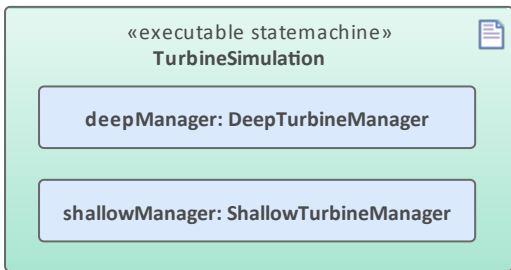 «executable statemachine»
TurbineSimulation
deepManager: DeepTurbineManager
shallowManager: ShallowTurbineManager